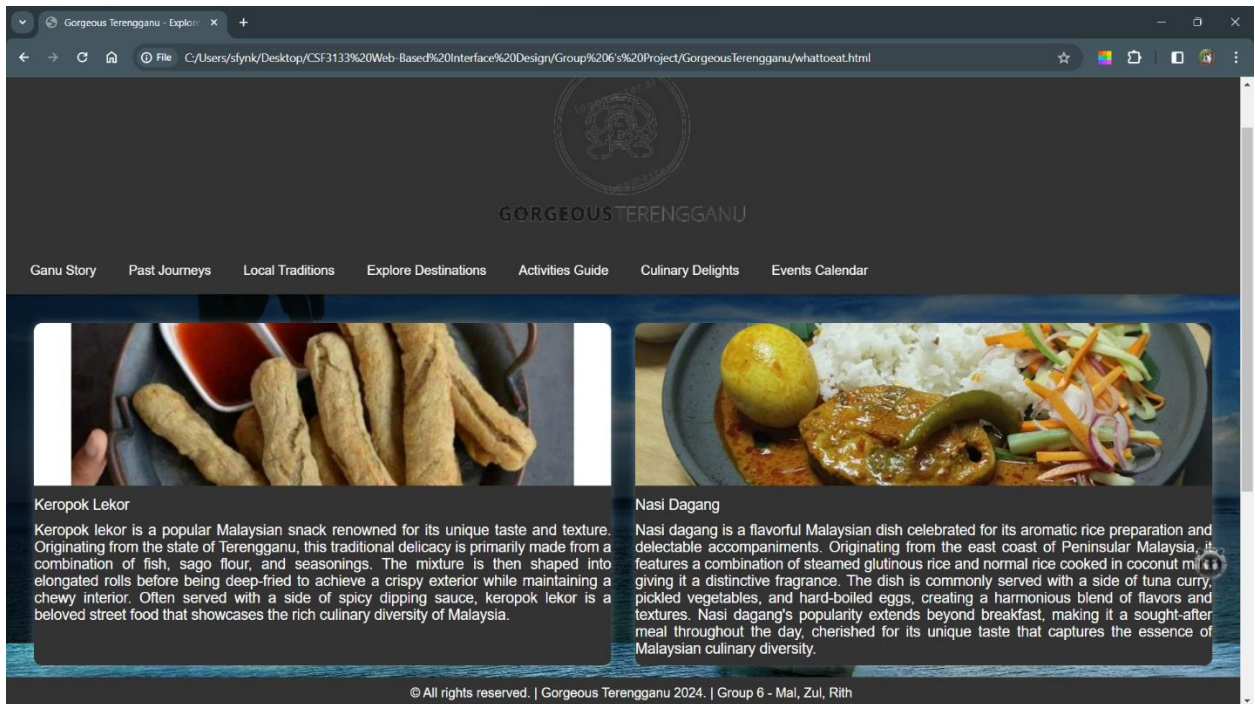 Gorgeous Terengganu - Explore
C:/Users/sfynk/Desktop/CSF3133%20Web-Based%20Interface%20Design/Group%206's%20Project/GorgeousTerengganu/whattoeat.html
File
GORGEOUSTERENGGANU
Ganu Story Past Journeys Local Traditions Explore Destinations Activities Guide Culinary Delights Events Calendar
Keropok Lekor
Keropok lekor is a popular Malaysian snack renowned for its unique taste and texture.
Originating from the state of Terengganu, this traditional delicacy is primarily made from a
combination of fish, sago flour, and seasonings. The mixture is then shaped into
elongated rolls before being deep-fried to achieve a crispy exterior while maintaining a
chewy interior. Often served with a side of spicy dipping sauce, keropok lekor is a
beloved street food that showcases the rich culinary diversity of Malaysia.
Nasi Dagang
Nasi dagang is a flavorful Malaysian dish celebrated for its aromatic rice preparation and
delectable accompaniments. Originating from the east coast of Peninsular Malaysia, it
features a combination of steamed glutinous rice and normal rice cooked in coconut
giving it a distinctive fragrance. The dish is commonly served with a side of tuna curry,
pickled vegetables, and hard-boiled eggs, creating a harmonious blend of flavors and
textures. Nasi dagang's popularity extends beyond breakfast, making it a sought-after
meal throughout the day, cherished for its unique taste that captures the essence of
Malaysian culinary diversity.
© All rights reserved. | Gorgeous Terengganu 2024. | Group 6 - Mal, Zul, Rith